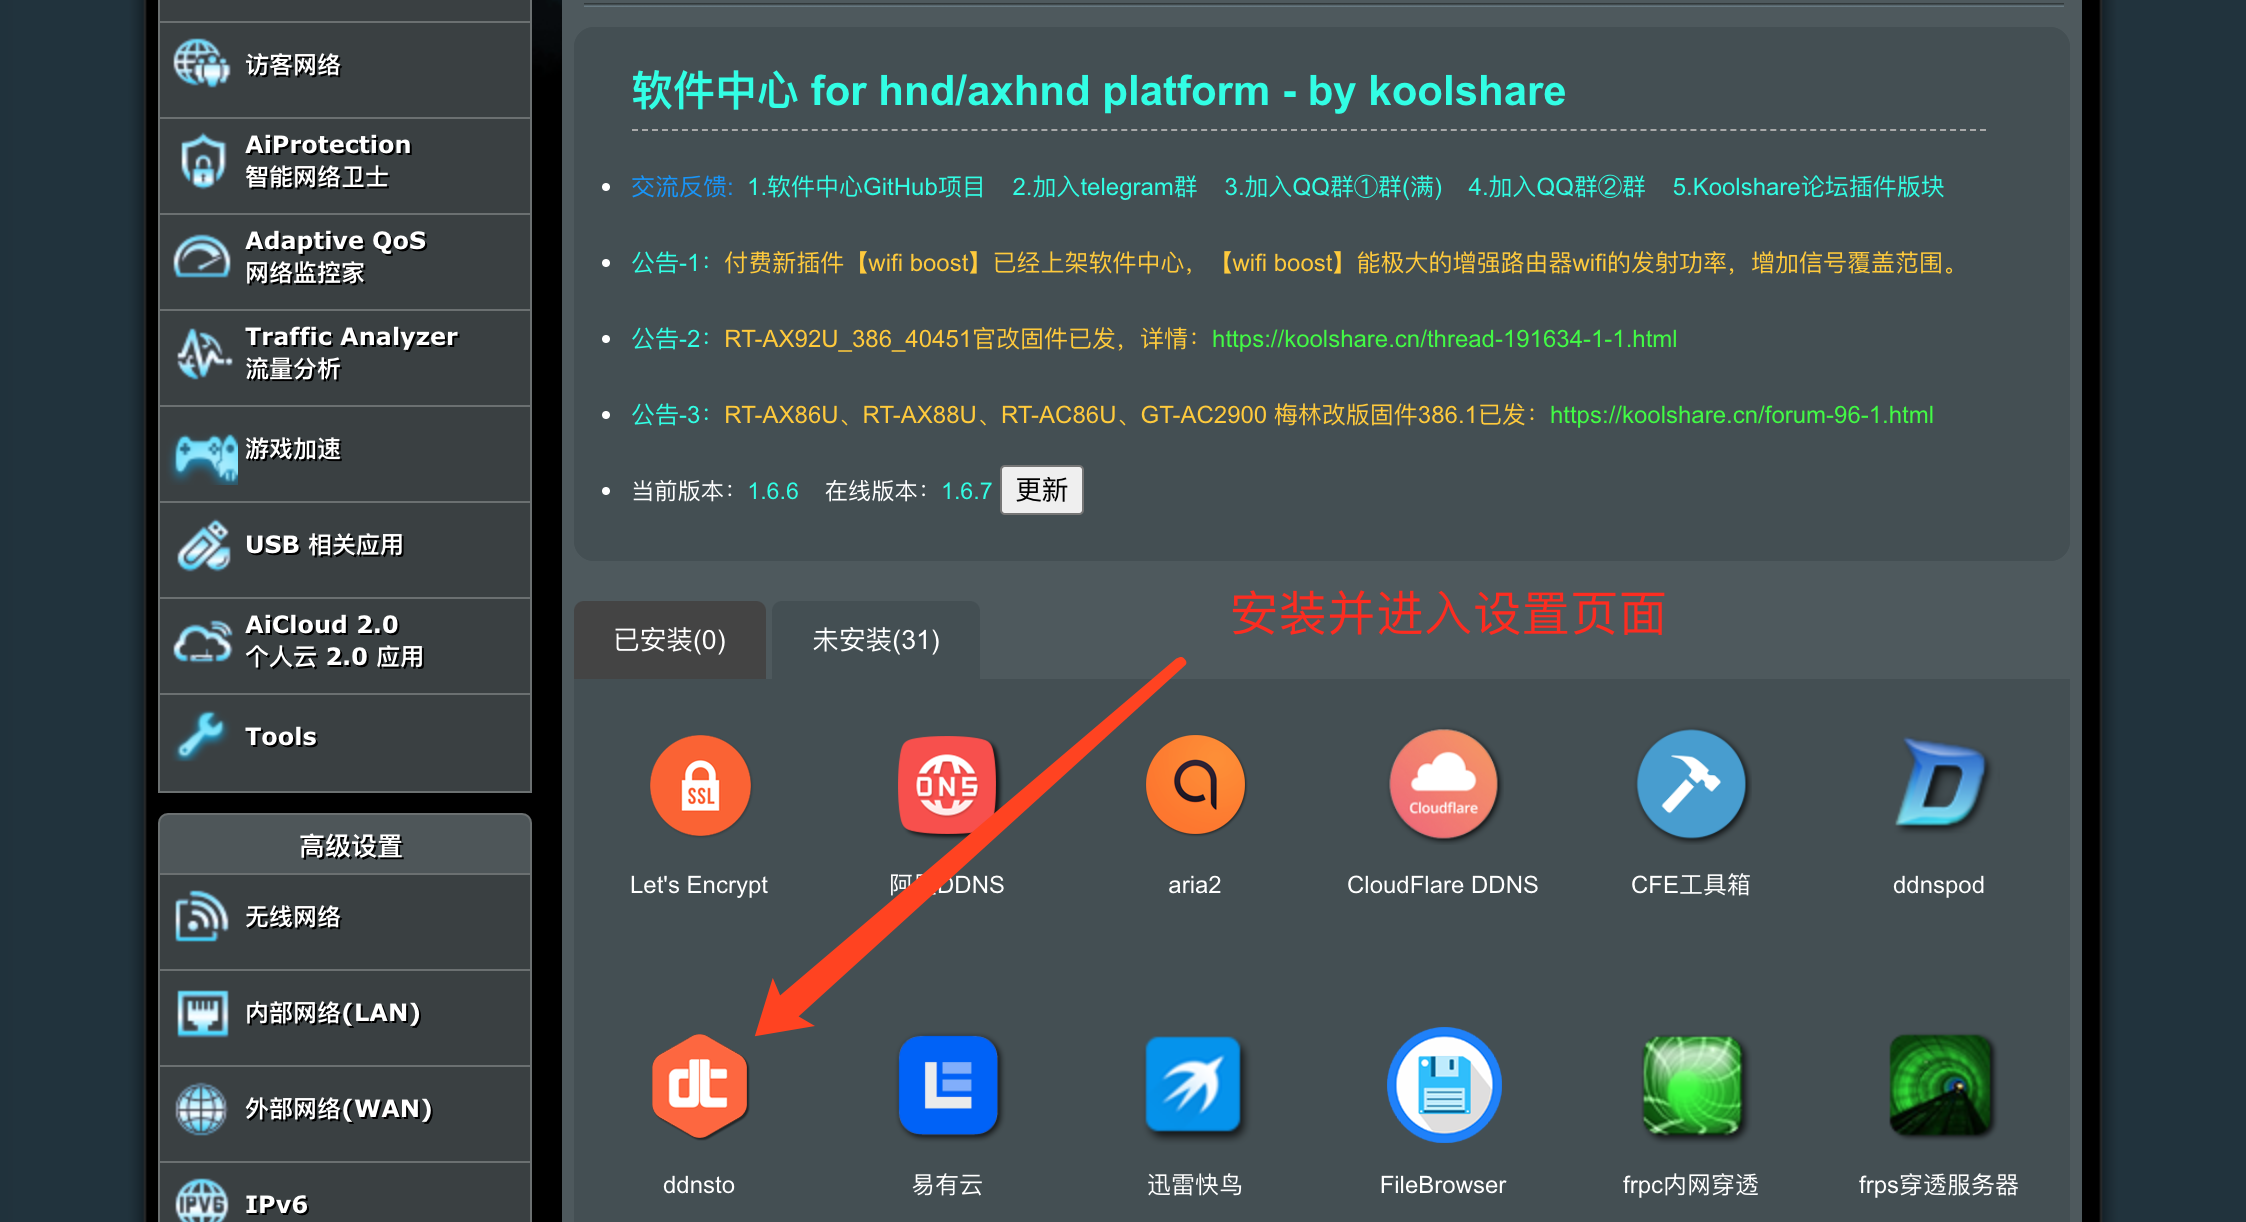 访客网络
AiProtection
智能网络卫士
Adaptive QoS
网络监控家
Traffic Analyzer
流量分析
游戏加速
USB 相关应用
AiCloud 2.0
个人云 2.0 应用
Tools
高级设置
无线网络
内部网络(LAN)
外部网络(WAN)
IPV6
IPv6
软件中心 for hnd/axhnd platform - by koolshare
交流反馈: 1.软件中心GitHub项目 2.加入telegram群 3.加入QQ群①群(满) 4.加入QQ群②群 5.Koolshare论坛插件版块
公告-1：付费新插件【wifi boost】已经上架软件中心，【wifi boost】能极大的增强路由器wifi的发射功率，增加信号覆盖范围。
公告-2：RT-AX92U_386_40451官改固件已发，详情：https://koolshare.cn/thread-191634-1-1.html
公告-3：RT-AX86U、RT-AX88U、RT-AC86U、GT-AC2900 梅林改版固件386.1已发：https://koolshare.cn/forum-96-1.html
当前版本：1.6.6 在线版本：1.6.7 更新
安装并进入设置页面
已安装(0) 未安装(31)
SSL DNS Cloudflare
Let's Encrypt 阿 DDNS aria2 CloudFlare DDNS CFE工具箱 ddnspod
ddnsto 易有云 迅雷快鸟 FileBrowser frpc内网穿透 frps穿透服务器